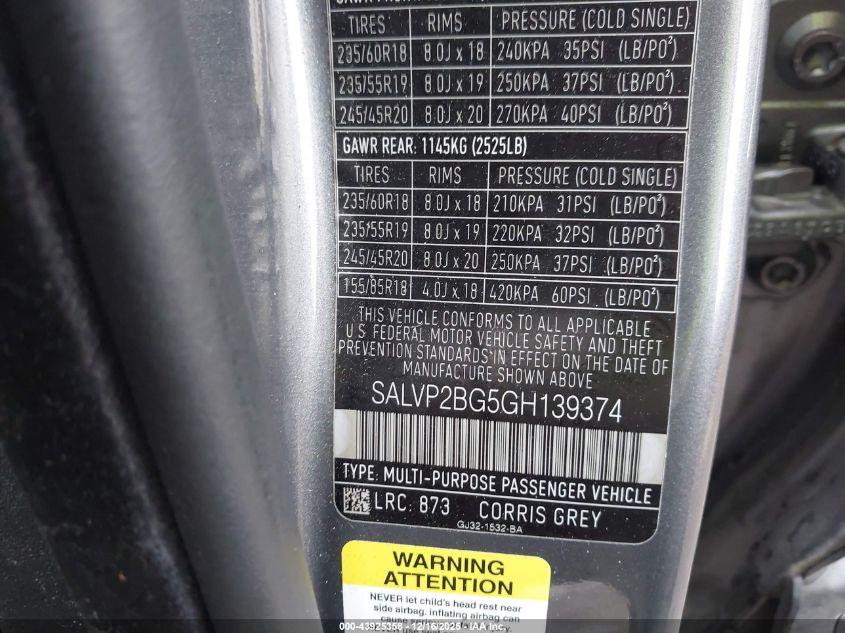 TIRES RIMS PRESSURE (COLD SINGLE)
235/60R18 8.0J x 18 240KPA 35PSI (LB/PO²)
235/55R19 8.0J x 19 250KPA 37PSI (LB/PO²)
245/45R20 8.0J x 20 270KPA 40PSI (LB/PO²)
GAWR REAR: 1145KG (2525LB)
TIRES RIMS PRESSURE (COLD SINGLE)
235/60R18 8.0J x 18 210KPA 31PSI (LB/PO²)
235/55R19 8.0J x 19 220KPA 32PSI (LB/PO²)
245/45R20 8.0J x 20 250KPA 37PSI (LB/PO²)
155/85R18 4.0J x 18 420KPA 60PSI (LB/PO²)
THIS VEHICLE CONFORMS TO ALL APPLICABLE
U.S. FEDERAL MOTOR VEHICLE SAFETY AND THEFT
PREVENTION STANDARDS IN EFFECT ON THE DATE OF
MANUFACTURE SHOWN ABOVE
SALVP2BG5GH139374
TYPE: MULTI-PURPOSE PASSENGER VEHICLE
LRC: 873 CORRIS GREY
GJ32-1532-BA
WARNING
ATTENTION
NEVER let child's head rest near
side airbag. inflating airbag can
000-43925358 - 12/16/2025 -